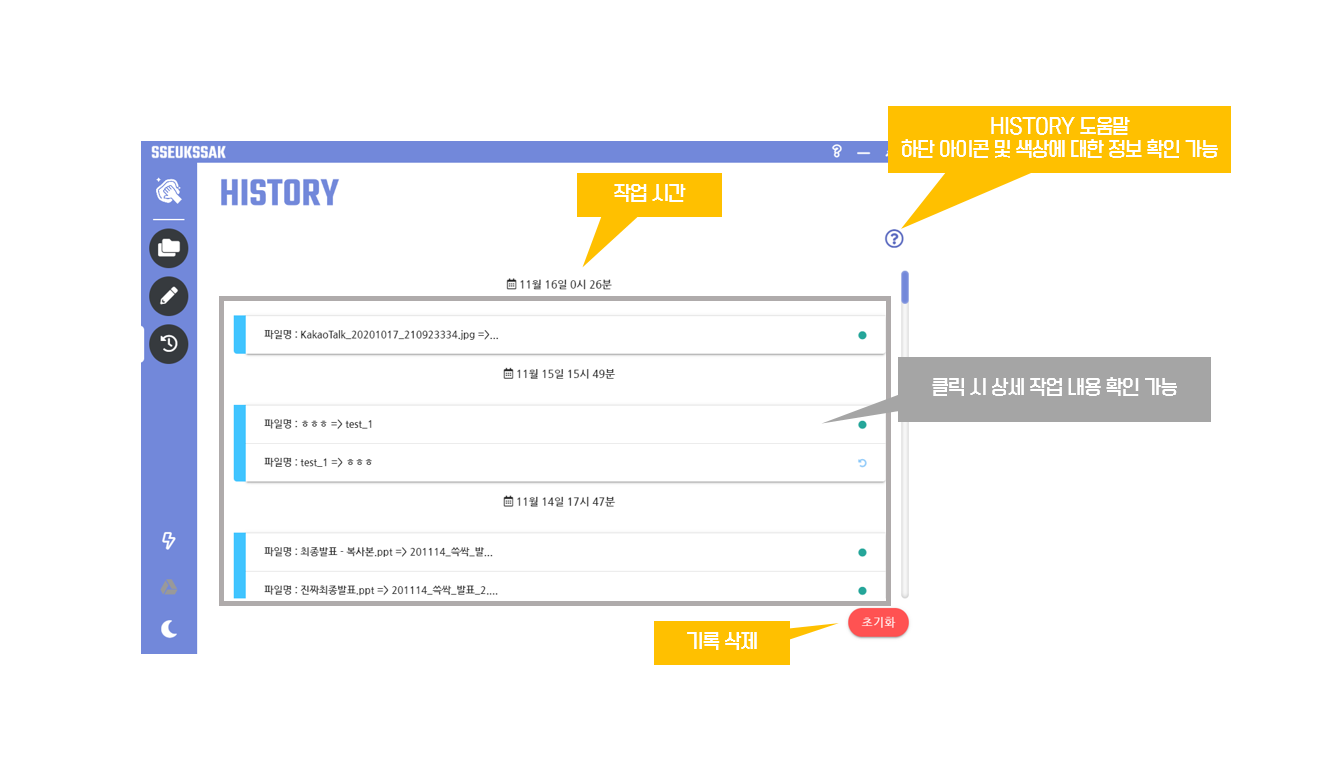 HISTORY 도움말
하단 아이콘 및 색상에 대한 정보 확인 가능
SSEUKSSAK
HISTORY
작업 시간
11월 16일 0시 26분
파일명 : KakaoTalk_20201017_210923334.jpg =>...
11월 15일 15시 49분
클릭 시 상세 작업 내용 확인 가능
파일명 : ㅎㅎㅎ => test_1
파일명 : test_1 => ㅎㅎㅎ
11월 14일 17시 47분
파일명 : 최종발표 - 복사본.ppt => 201114_쓱싹_발...
파일명 : 진짜최종발표.ppt => 201114_쓱싹_발표_2....
초기화
기록 삭제